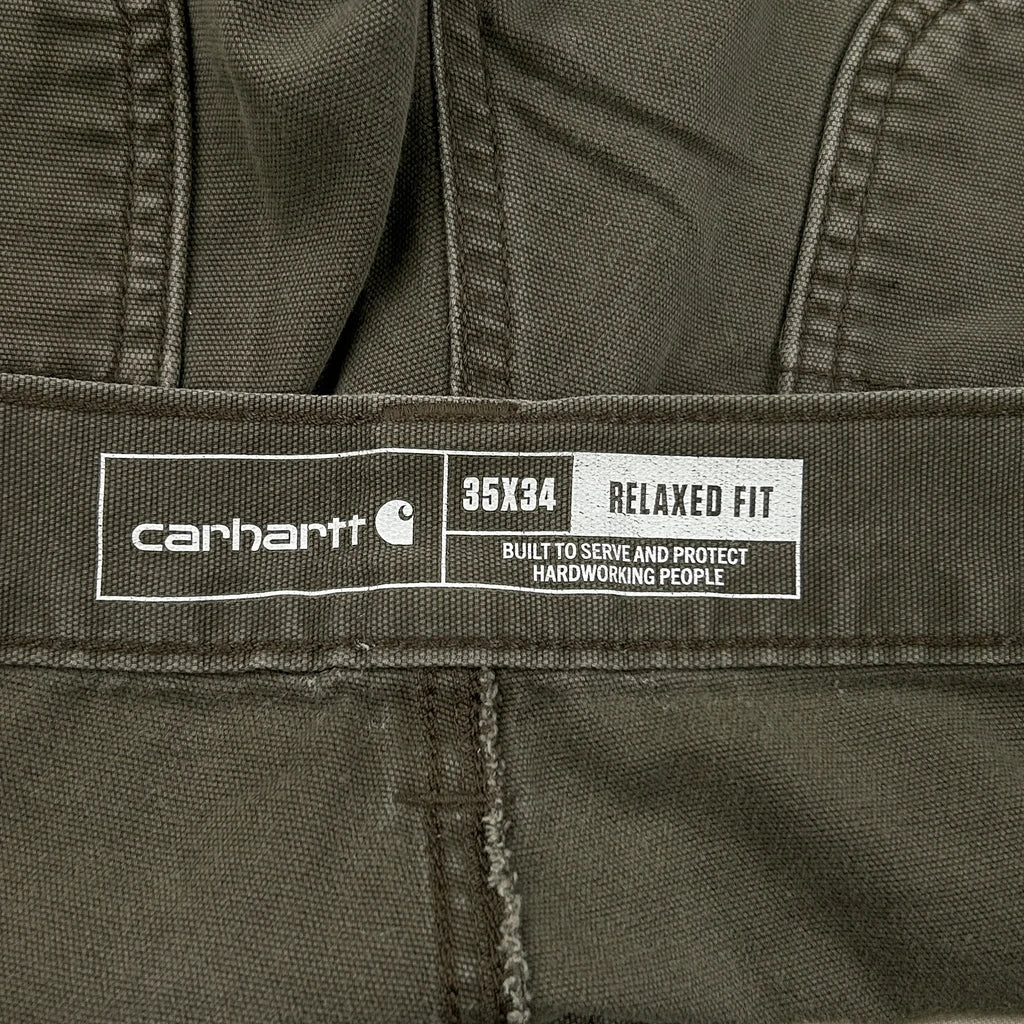 carhartt
35X34
RELAXED FIT
BUILT TO SERVE AND PROTECT
HARDWORKING PEOPLE